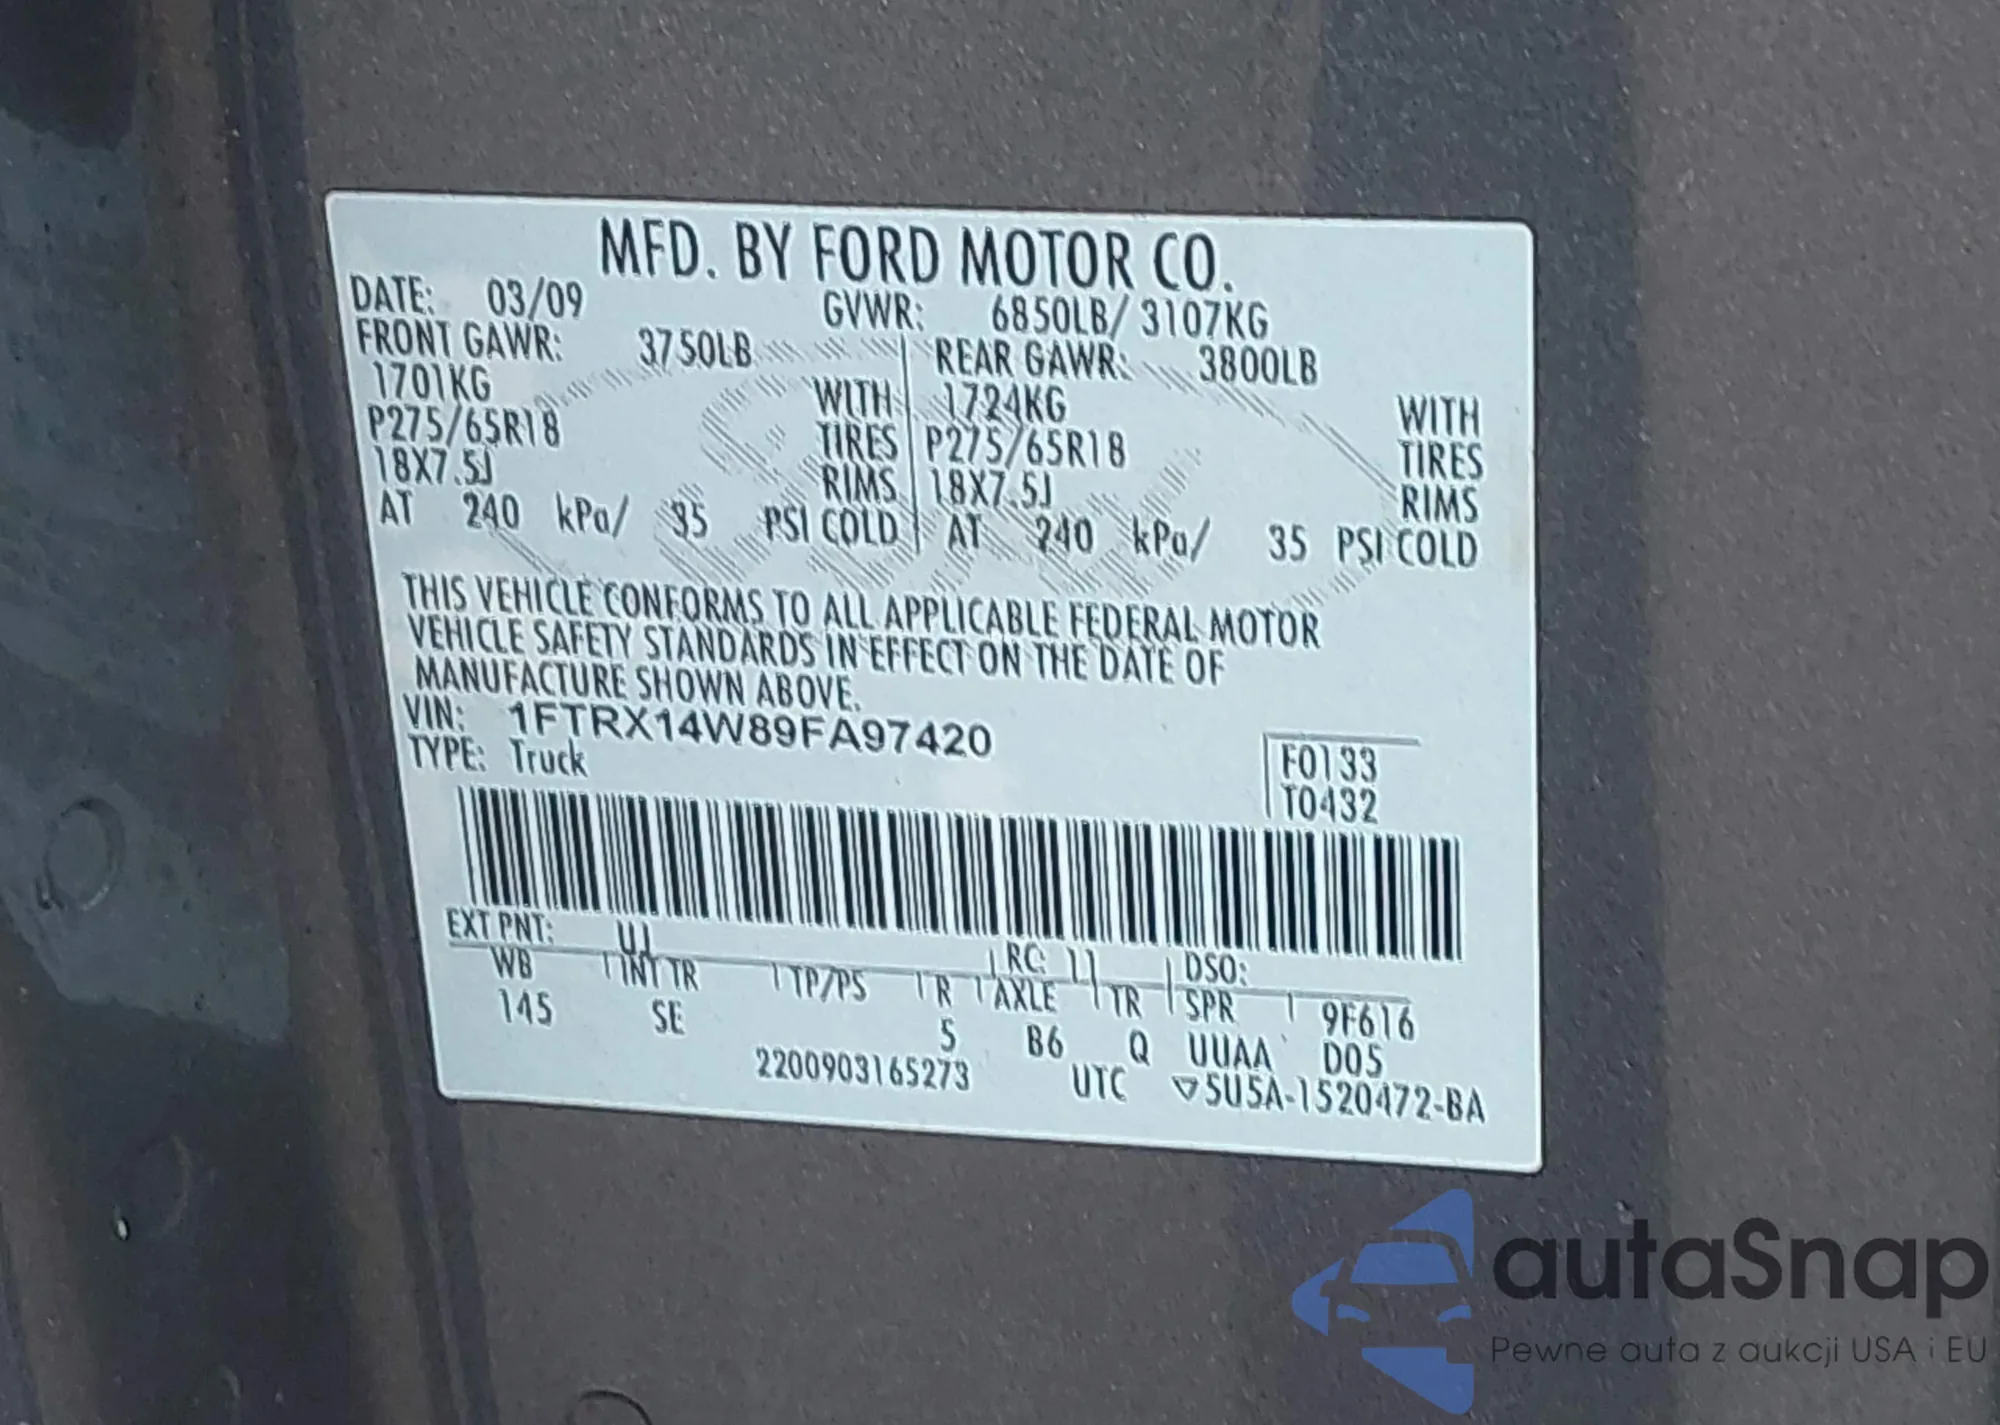 MFD. BY FORD MOTOR CO.
DATE: 03/09 GVWR: 6850LB/ 3107KG
FRONT GAWR: 3750LB REAR GAWR: 3800LB
1701KG WITH 1724KG WITH
P275/65R18 TIRES P275/65R18 TIRES
18X7.5J RIMS 18X7.5J RIMS
AT 240 kPa/ 35 PSI COLD AT 240 kPa/ 35 PSI COLD
THIS VEHICLE CONFORMS TO ALL APPLICABLE FEDERAL MOTOR
VEHICLE SAFETY STANDARDS IN EFFECT ON THE DATE OF
MANUFACTURE SHOWN ABOVE.
VIN: 1FTRX14W89FA97420
TYPE: Truck
F0133
T0432
EXT PNT: UJ RC: 11 DSO:
WB INT TR TP/PS R AXLE TR SPR 9F616
145 SE 5 B6 Q UUAA D05
2200903165273 UTC ▽5U5A-1520472-BA
autaSnap
Pewne auta z aukcji USA i EU